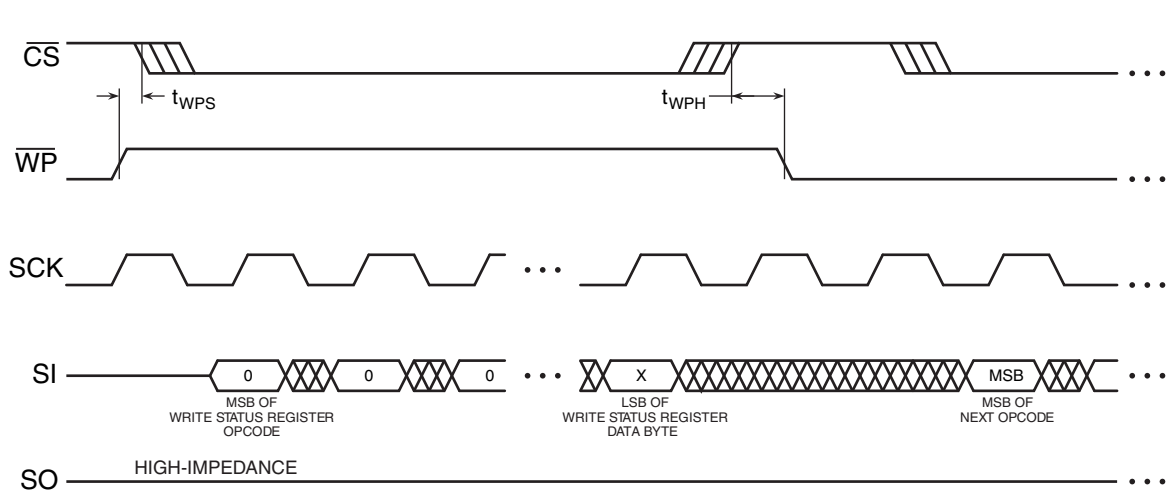 CS
tWPS
tWPH
WP
SCK
SI
0
0
0
X
MSB
MSB OF
WRITE STATUS REGISTER
OPCODE
LSB OF
WRITE STATUS REGISTER
DATA BYTE
MSB OF
NEXT OPCODE
HIGH-IMPEDANCE
SO